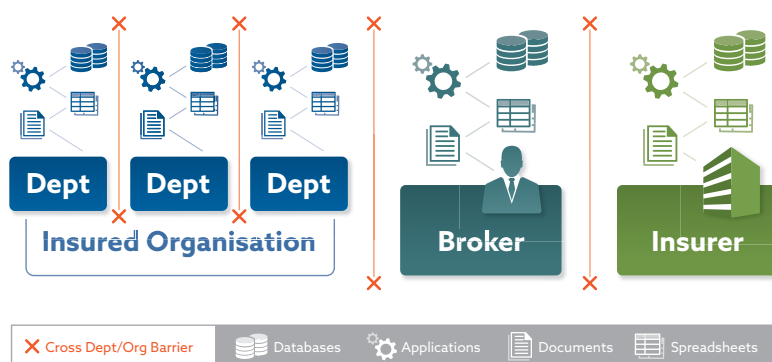 Dept Dept Dept
Insured Organisation
Broker
Insurer
Cross Dept/Org Barrier Databases Applications Documents Spreadsheets